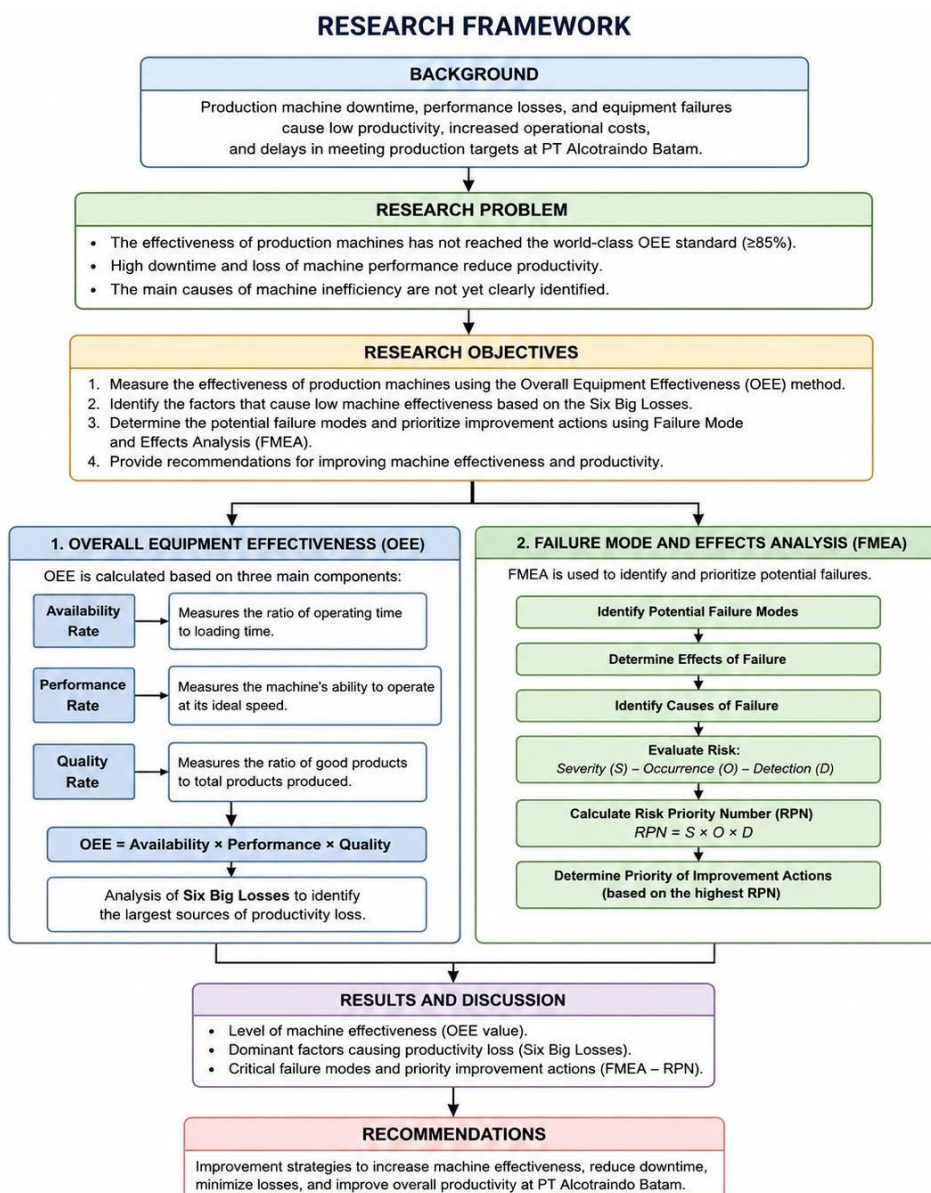 RESEARCH FRAMEWORK
BACKGROUND
Production machine downtime, performance losses, and equipment failures
cause low productivity, increased operational costs,
and delays in meeting production targets at PT Alcotraindo Batam.
RESEARCH PROBLEM
• The effectiveness of production machines has not reached the world-class OEE standard (≥85%).
• High downtime and loss of machine performance reduce productivity.
• The main causes of machine inefficiency are not yet clearly identified.
RESEARCH OBJECTIVES
1. Measure the effectiveness of production machines using the Overall Equipment Effectiveness (OEE) method.
2. Identify the factors that cause low machine effectiveness based on the Six Big Losses.
3. Determine the potential failure modes and prioritize improvement actions using Failure Mode
and Effects Analysis (FMEA).
4. Provide recommendations for improving machine effectiveness and productivity.
1. OVERALL EQUIPMENT EFFECTIVENESS (OEE)
OEE is calculated based on three main components:
Availability
Rate
Measures the ratio of operating time
to loading time.
Performance
Rate
Measures the machine's ability to operate
at its ideal speed.
Quality
Rate
Measures the ratio of good products
to total products produced.
OEE = Availability × Performance × Quality
Analysis of Six Big Losses to identify
the largest sources of productivity loss.
2. FAILURE MODE AND EFFECTS ANALYSIS (FMEA)
FMEA is used to identify and prioritize potential failures.
Identify Potential Failure Modes
Determine Effects of Failure
Identify Causes of Failure
Evaluate Risk:
Severity (S) – Occurrence (O) – Detection (D)
Calculate Risk Priority Number (RPN)
RPN = S × O × D
Determine Priority of Improvement Actions
(based on the highest RPN)
RESULTS AND DISCUSSION
• Level of machine effectiveness (OEE value).
• Dominant factors causing productivity loss (Six Big Losses).
• Critical failure modes and priority improvement actions (FMEA – RPN).
RECOMMENDATIONS
Improvement strategies to increase machine effectiveness, reduce downtime,
minimize losses, and improve overall productivity at PT Alcotraindo Batam.